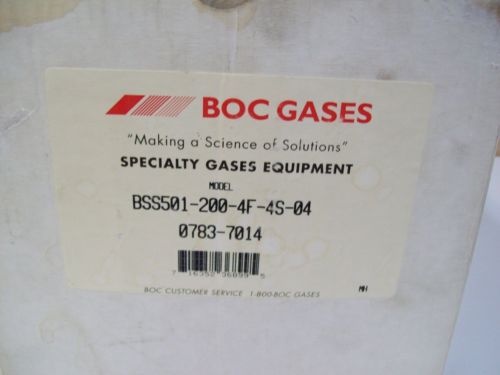 BOC GASES
"Making a Science of Solutions"
SPECIALTY GASES EQUIPMENT
MODEL
BSS501-200-4F-4S-04
0783-7014
BOC CUSTOMER SERVICE 1-800-BOC GASES
MH